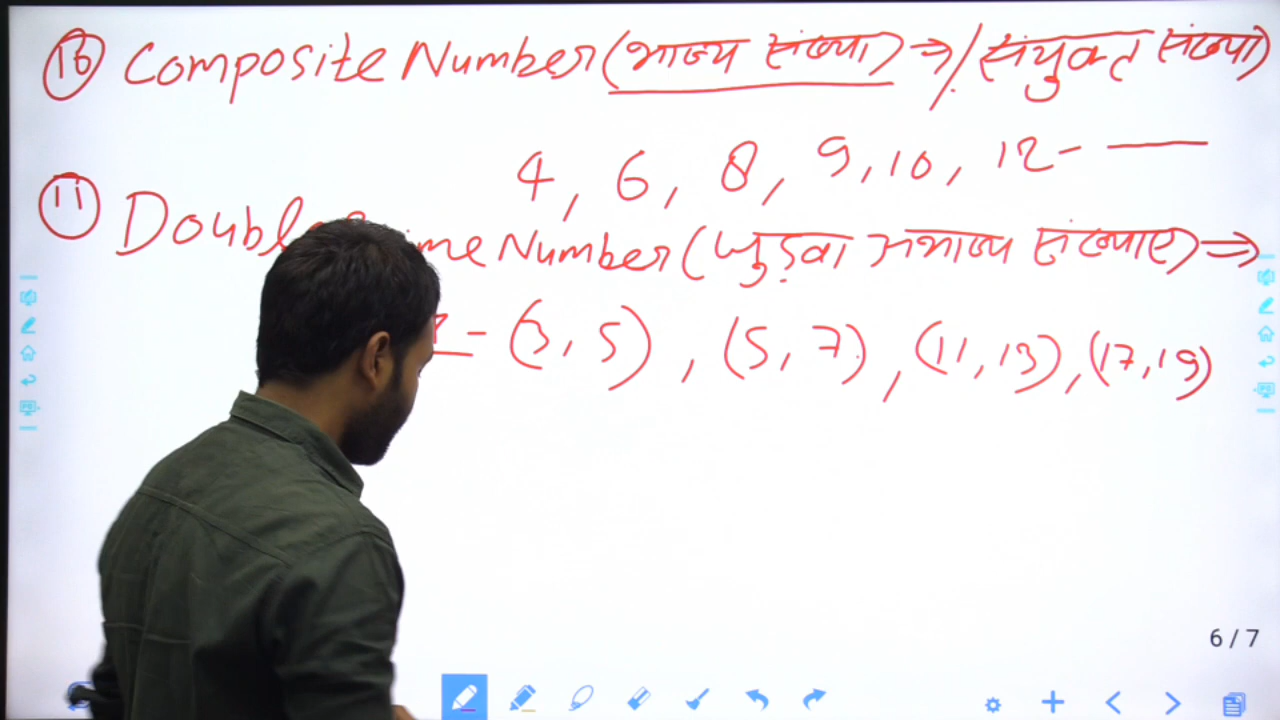 ⑩ Composite Number (भाज्य संख्या) ⇒ / संयुक्त संख्या)
4, 6, 8, 9, 10, 12 - —
⑪ Double Number (जुड़वा अभाज्य संख्याए) ⇒
- (3, 5), (5, 7), (11, 13), (17, 19)
6 / 7